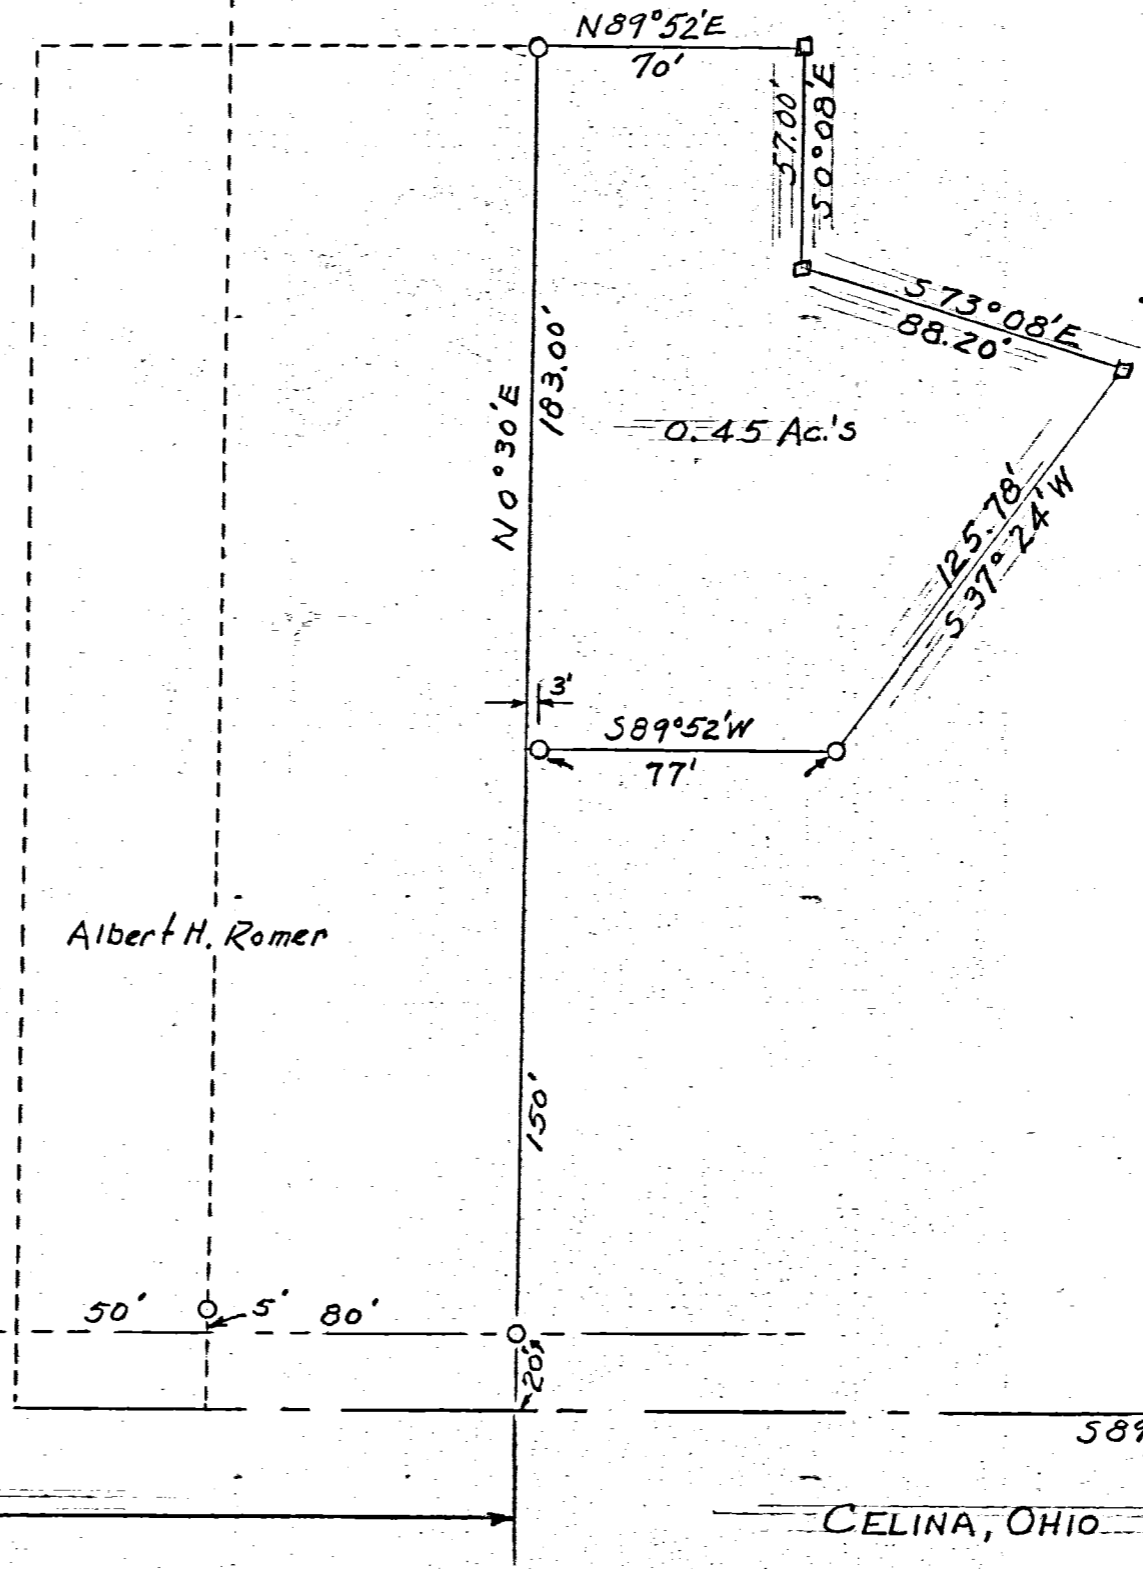 N89°52'E
70'
57.00'
S0°08'E
S73°08'E
88.20'
183.00'
N0°30'E
0.45 Ac.'s
125.78'
S37°24'W
3'
S89°52'W
77'
Albert H. Romer
150'
50'
5'
80'
20'
S89
CELINA, OHIO